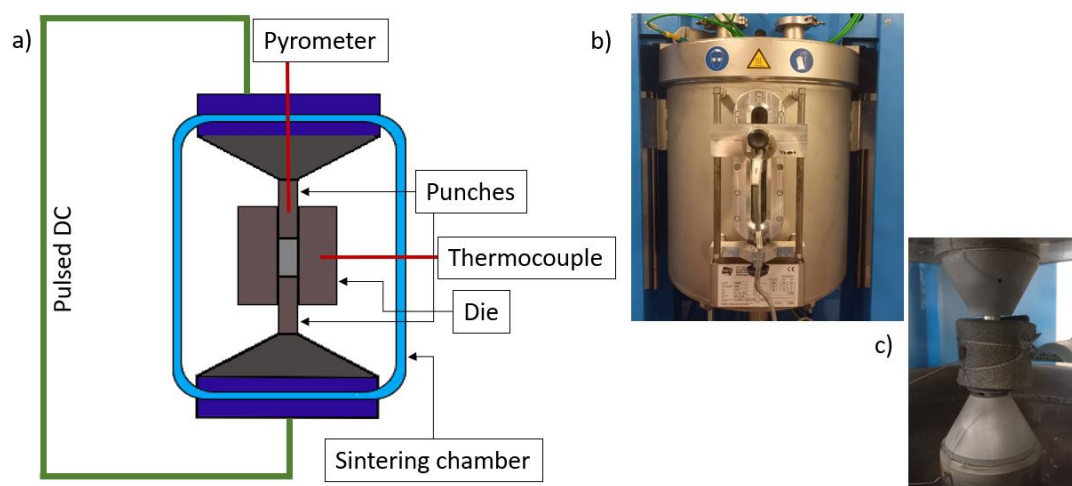 a)
Pyrometer
Punches
Pulsed DC
Thermocouple
Die
Sintering chamber
b)
c)